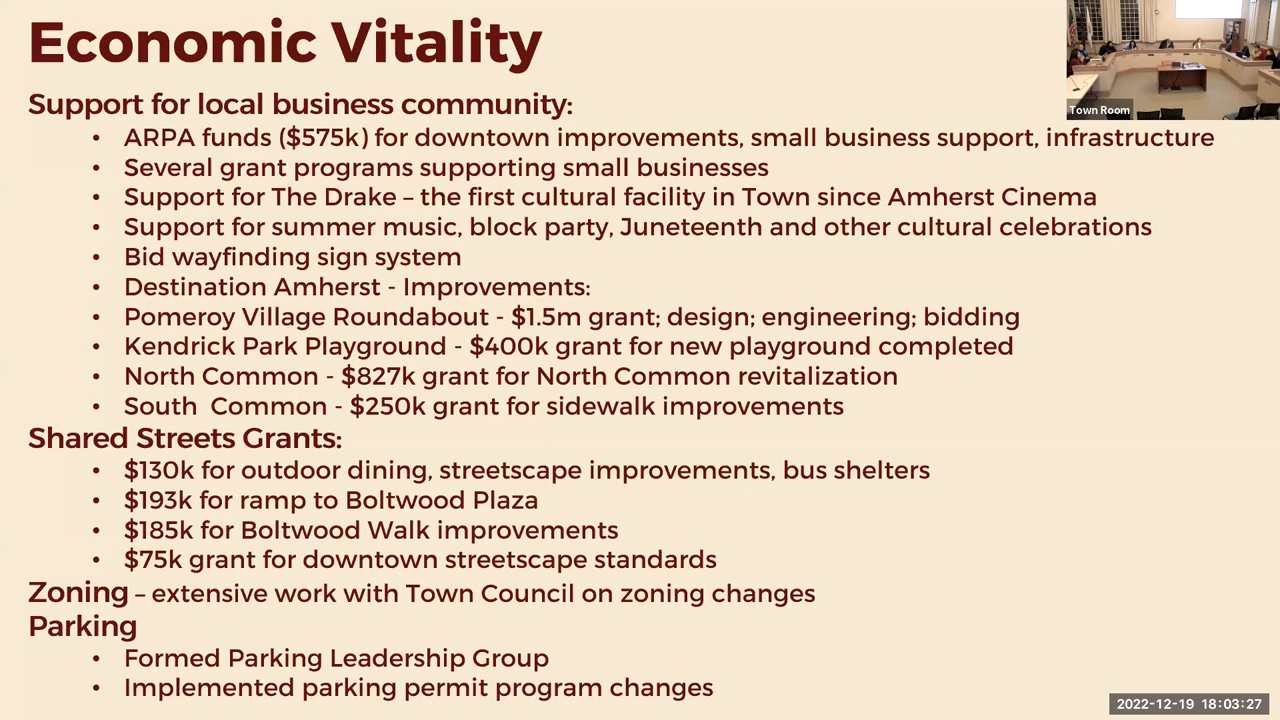 Economic Vitality
Town Room
Support for local business community:
• ARPA funds ($575k) for downtown improvements, small business support, infrastructure
• Several grant programs supporting small businesses
• Support for The Drake – the first cultural facility in Town since Amherst Cinema
• Support for summer music, block party, Juneteenth and other cultural celebrations
• Bid wayfinding sign system
• Destination Amherst - Improvements:
• Pomeroy Village Roundabout - $1.5m grant; design; engineering; bidding
• Kendrick Park Playground - $400k grant for new playground completed
• North Common - $827k grant for North Common revitalization
• South  Common - $250k grant for sidewalk improvements
Shared Streets Grants:
• $130k for outdoor dining, streetscape improvements, bus shelters
• $193k for ramp to Boltwood Plaza
• $185k for Boltwood Walk improvements
• $75k grant for downtown streetscape standards
Zoning – extensive work with Town Council on zoning changes
Parking
• Formed Parking Leadership Group
• Implemented parking permit program changes
2022-12-19 18:03:27